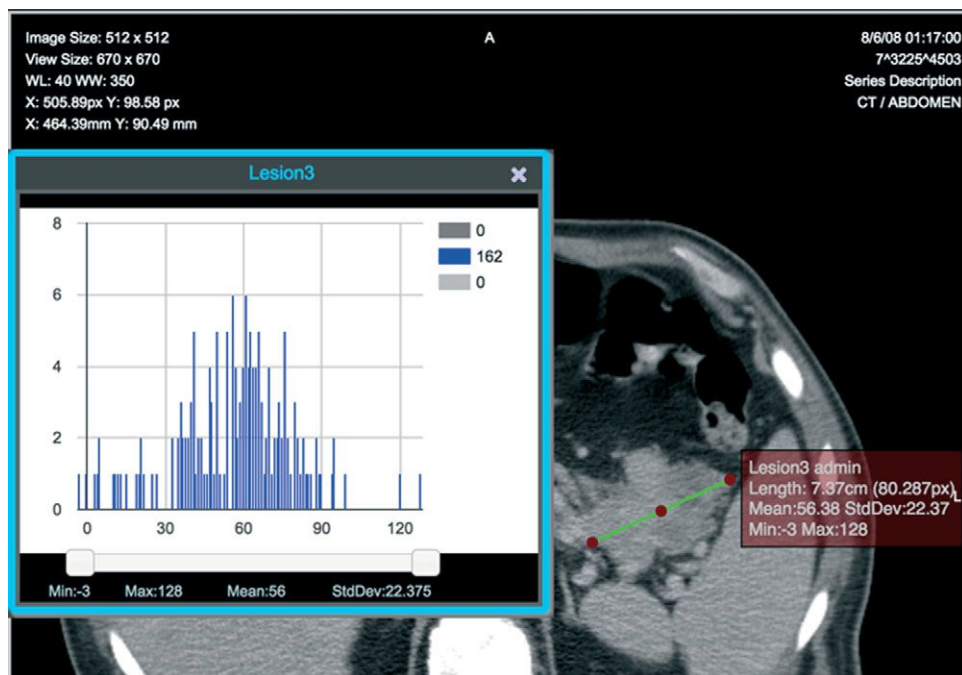 Image Size: 512 x 512
View Size: 670 x 670
WL: 40 WW: 350
X: 505.89px Y: 98.58 px
X: 464.39mm Y: 90.49 mm
A
8/6/08 01:17:00
7^3225^4503
Series Description
CT / ABDOMEN
Lesion3
8
6
4
2
0
0
30
60
90
120
0
162
0
Min:-3 Max:128 Mean:56 StdDev:22.375
Lesion3 admin
Length: 7.37cm (80.287px)
Mean:56.38 StdDev:22.37
Min:-3 Max:128
L